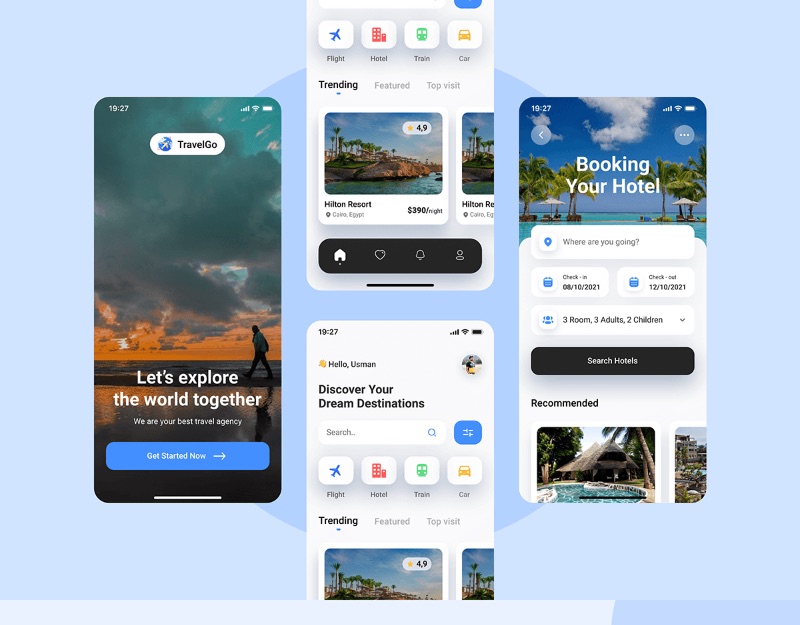 19:27
TravelGo
Let's explore
the world together
We are your best travel agency
Get Started Now
Flight
Hotel
Train
Car
Trending
Featured
Top visit
4,9
Hilton Resort
Cairo, Egypt
$390/night
Hilton Re
Cairo, Eg
19:27
👋 Hello, Usman
Discover Your
Dream Destinations
Search..
Flight
Hotel
Train
Car
Trending
Featured
Top visit
4,9
19:27
Booking
Your Hotel
Where are you going?
Check - in
08/10/2021
Check - out
12/10/2021
3 Room, 3 Adults, 2 Children
Search Hotels
Recommended